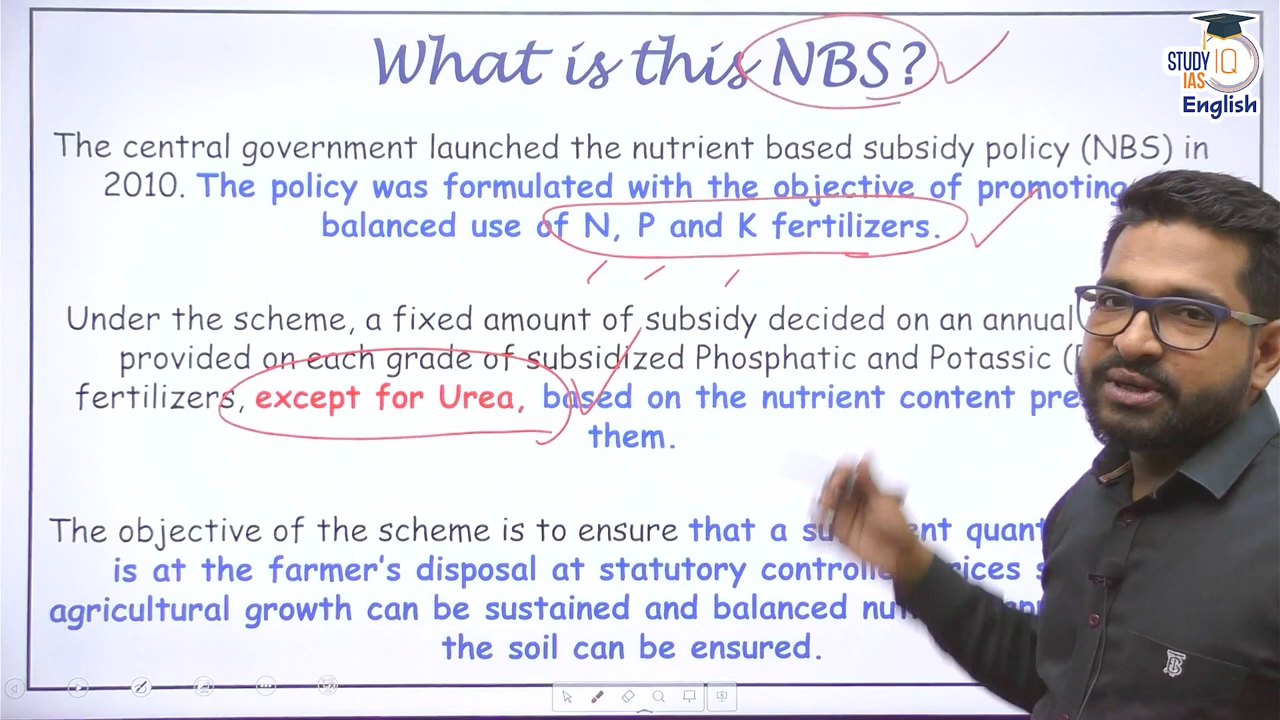 What is this NBS?
STUDY IQ
IAS
English
The central government launched the nutrient based subsidy policy (NBS) in
2010. The policy was formulated with the objective of promoting
balanced use of N, P and K fertilizers.
Under the scheme, a fixed amount of subsidy decided on an annual
provided on each grade of subsidized Phosphatic and Potassic
fertilizers, except for Urea, based on the nutrient content
them.
The objective of the scheme is to ensure that a
is at the farmer's disposal at statutory
agricultural growth can be sustained and balanced
the soil can be ensured.